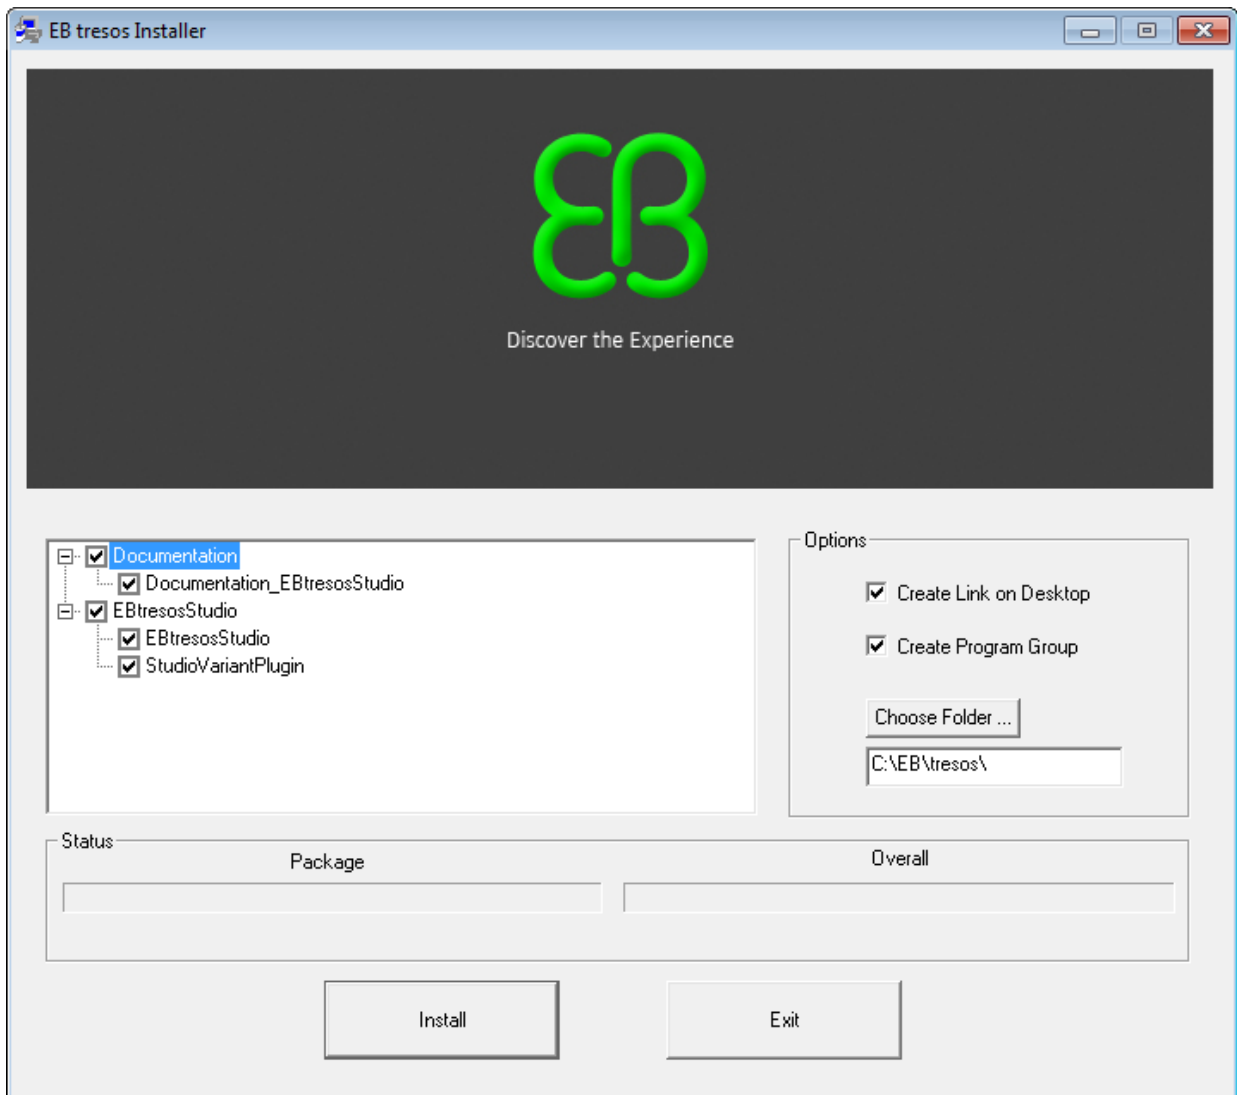 EB tresos Installer
EB
Discover the Experience
Documentation
Documentation_EBtresosStudio
EBtresosStudio
EBtresosStudio
StudioVariantPlugin
Options
Create Link on Desktop
Create Program Group
Choose Folder ...
C:\EB\tresos\
Status
Package
Overall
Install
Exit